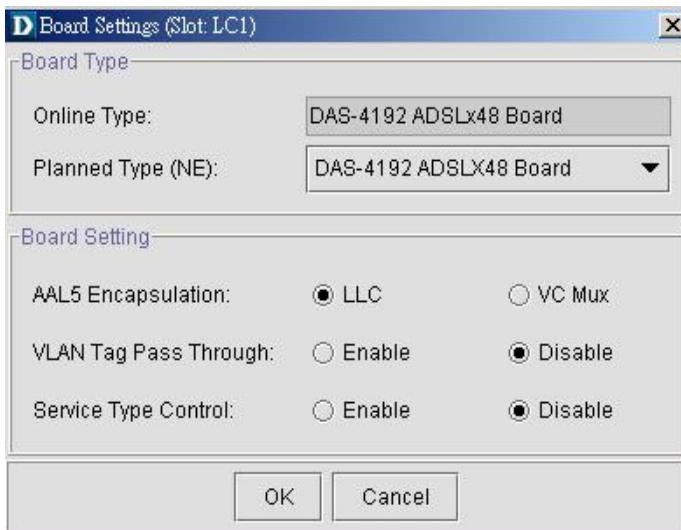 D Board Settings (Slot: LC1)
Board Type
Online Type: DAS-4192 ADSLx48 Board
Planned Type (NE): DAS-4192 ADSLX48 Board
Board Setting
AAL5 Encapsulation: LLC VC Mux
VLAN Tag Pass Through: Enable Disable
Service Type Control: Enable Disable
OK Cancel